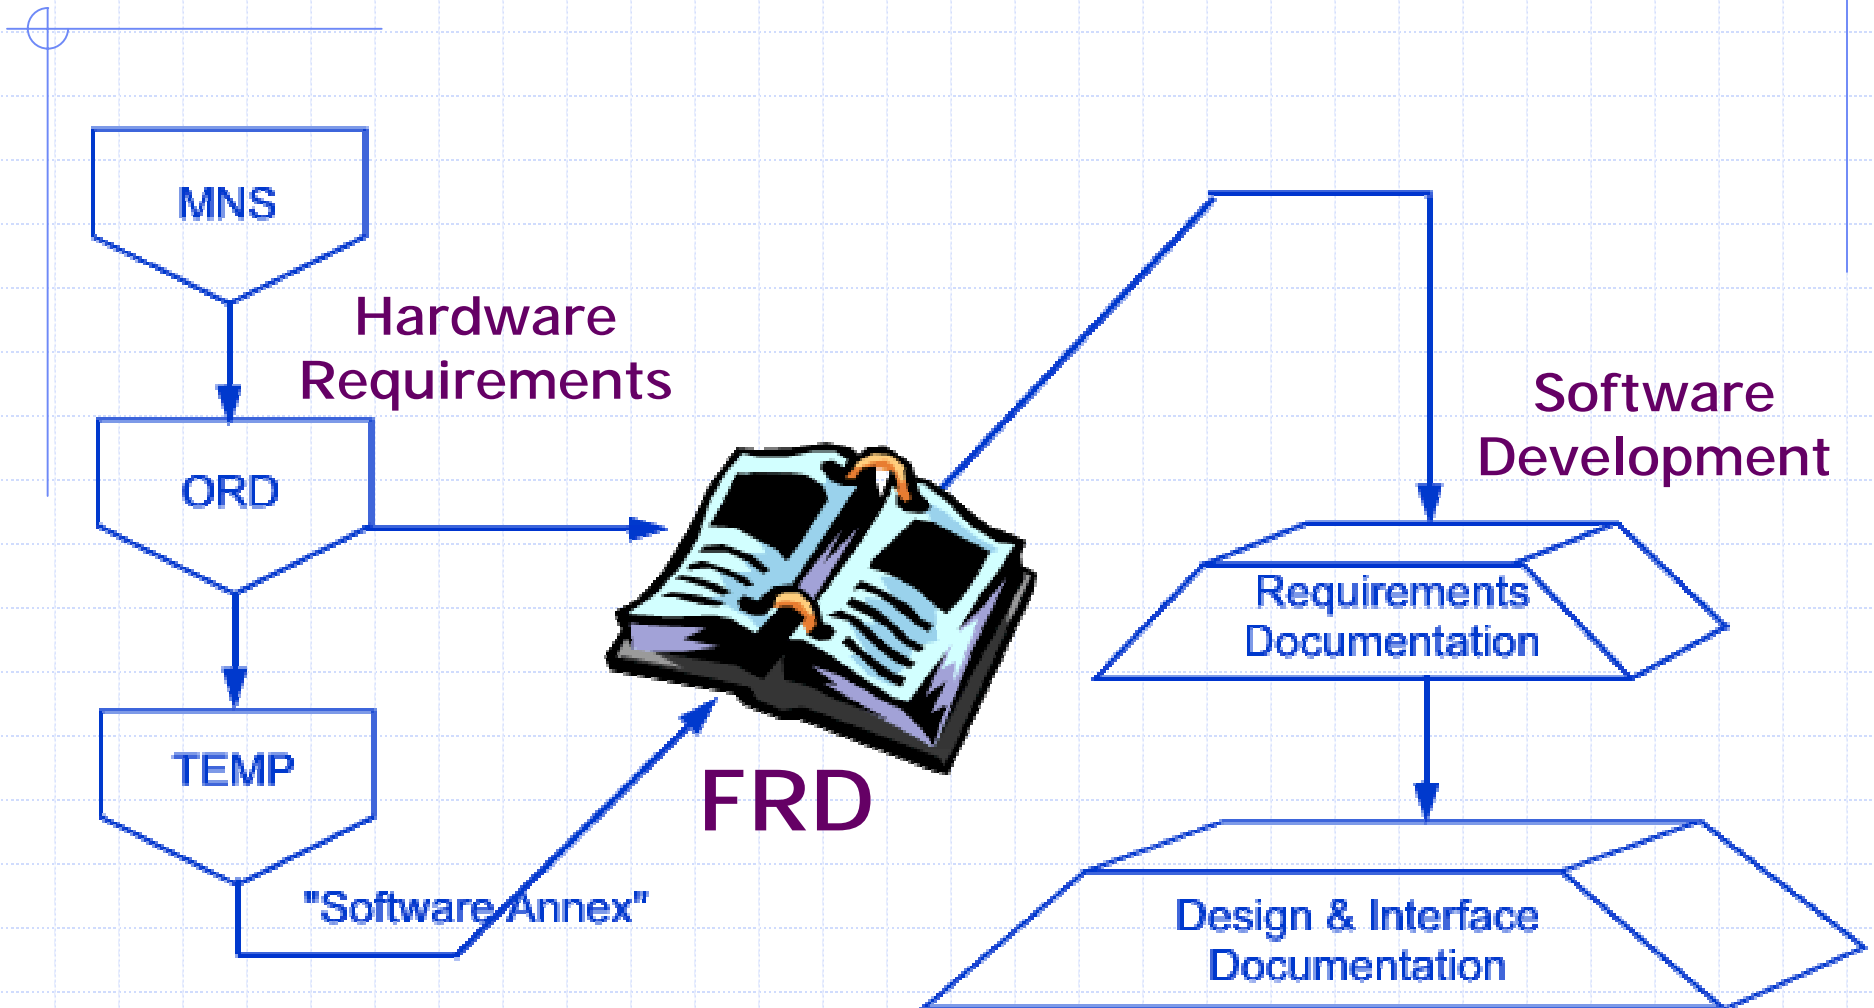 MNS
Hardware
Requirements
ORD
TEMP
"Software Annex"
FRD
Software
Development
Requirements
Documentation
Design & Interface
Documentation